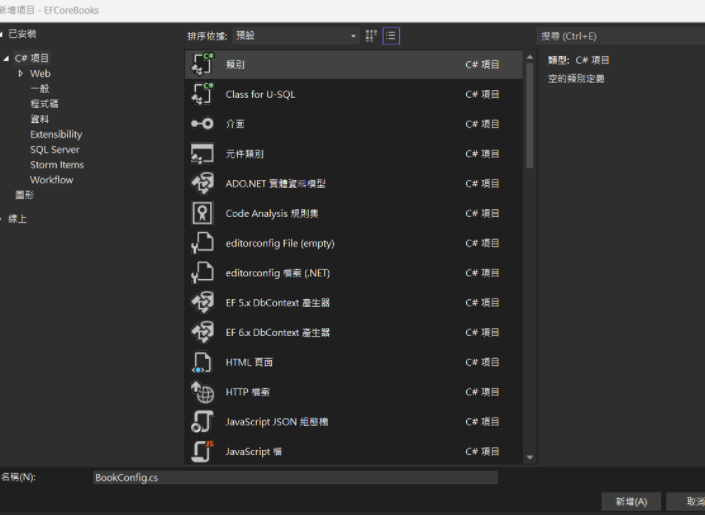 新增項目 - EFCoreBooks
已安裝
排序依據: 預設
搜尋 (Ctrl+E)
C# 項目
Web
一般
程式碼
資料
Extensibility
SQL Server
Storm Items
Workflow
圖形
線上
類別 C# 項目
Class for U-SQL C# 項目
介面 C# 項目
元件類別 C# 項目
ADO.NET 實體資料模型 C# 項目
Code Analysis 規則集 C# 項目
editorconfig File (empty) C# 項目
editorconfig 檔案 (.NET) C# 項目
EF 5.x DbContext 產生器 C# 項目
EF 6.x DbContext 產生器 C# 項目
HTML 頁面 C# 項目
HTTP 檔案 C# 項目
JavaScript JSON 組態檔 C# 項目
JavaScript 檔 C# 項目
類型: C# 項目
空的類別定義
名稱(N): BookConfig.cs
新增(A) 取消